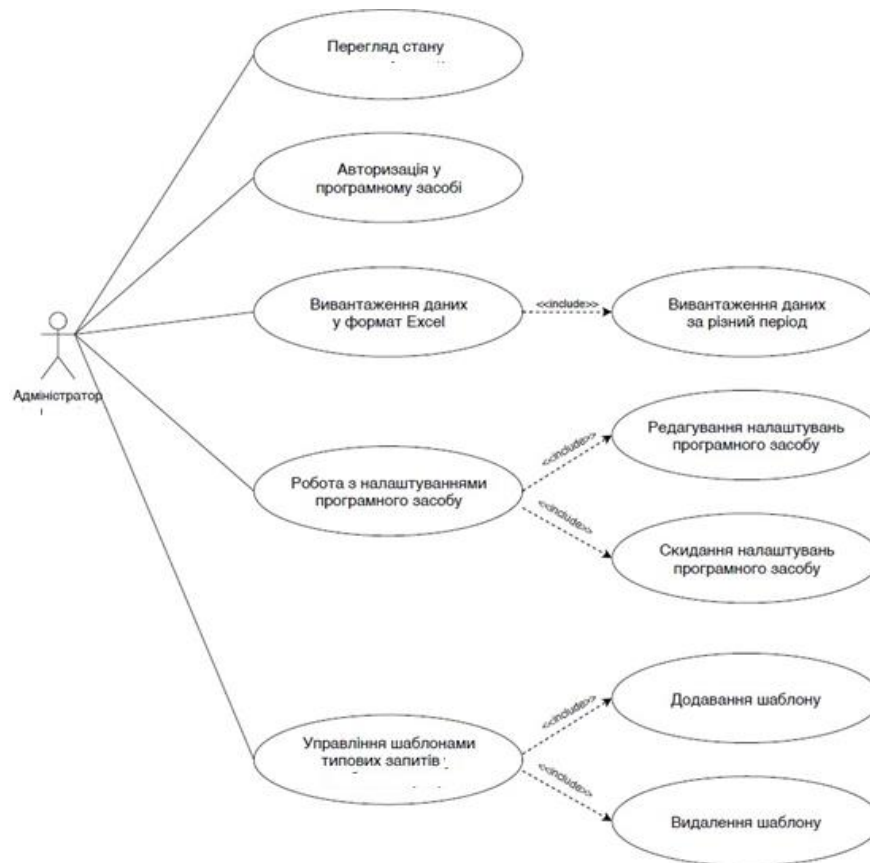 Перегляд стану
Авторизація у
програмному засобі
Вивантаження даних
у формат Excel
<<include>>
Вивантаження даних
за різний період
Адміністратор
Робота з налаштуваннями
програмного засобу
<<include>>
Редагування налаштувань
програмного засобу
<<include>>
Скидання налаштувань
програмного засобу
Управління шаблонами
типових запитів
<<include>>
Додавання шаблону
<<include>>
Видалення шаблону